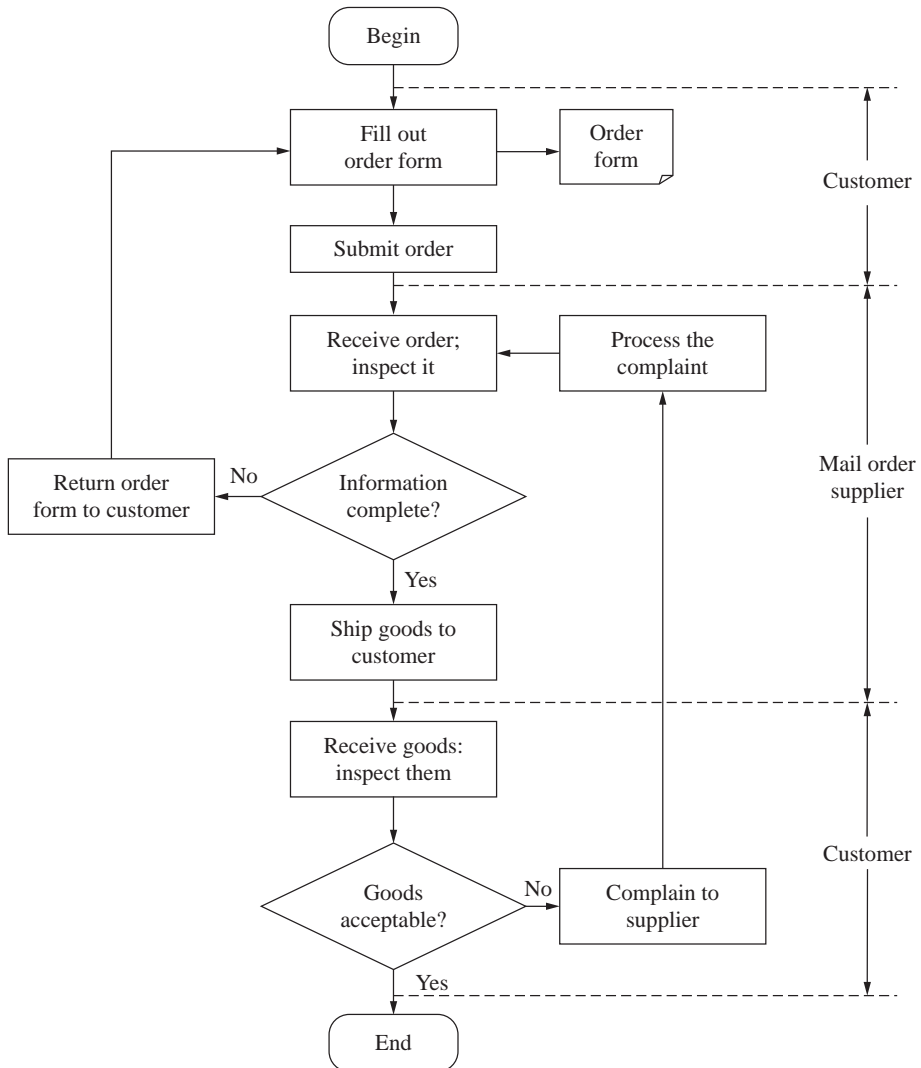 Begin
Fill out
order form
Order
form
Customer
Submit order
Receive order;
inspect it
Process the
complaint
Mail order
supplier
Return order
form to customer
No
Information
complete?
Yes
Ship goods to
customer
Receive goods:
inspect them
Customer
Goods
acceptable?
No
Complain to
supplier
Yes
End